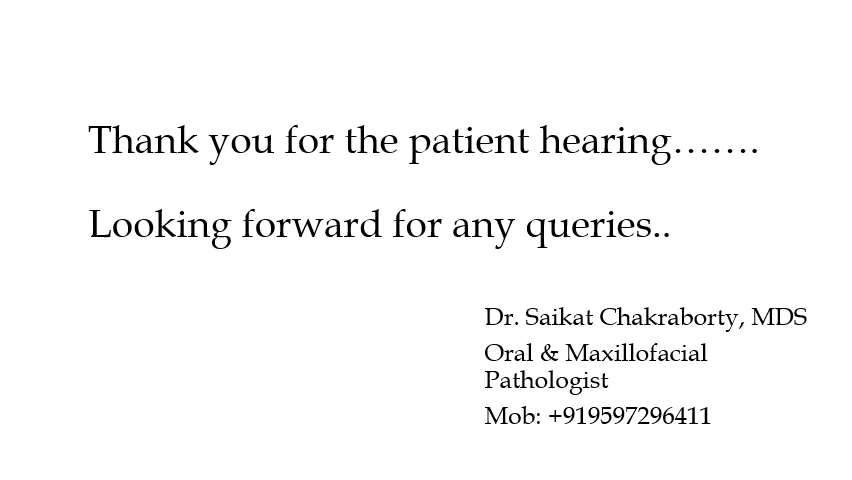 Thank you for the patient hearing…….
Looking forward for any queries..
Dr. Saikat Chakraborty, MDS
Oral & Maxillofacial
Pathologist
Mob: +919597296411